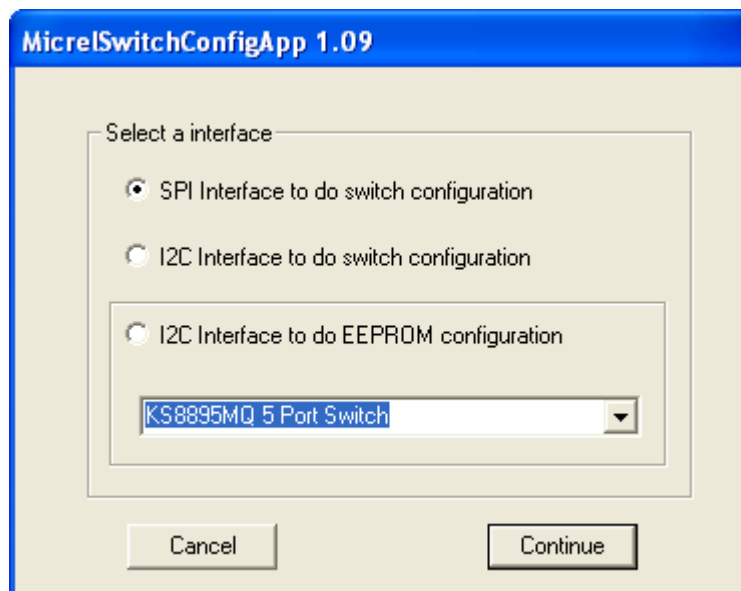 MicrelSwitchConfigApp 1.09
Select a interface
SPI Interface to do switch configuration
I2C Interface to do switch configuration
I2C Interface to do EEPROM configuration
KS8895MQ 5 Port Switch
Cancel
Continue